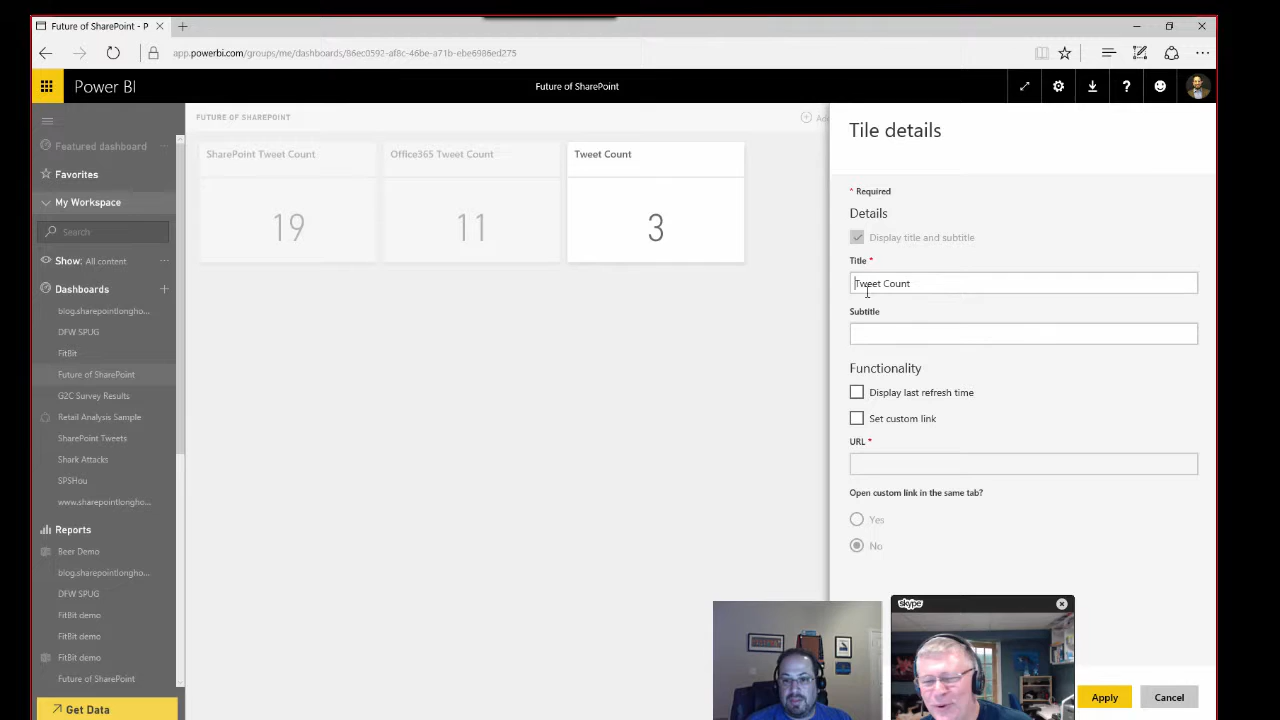 Future of SharePoint - P
app.powerbi.com/groups/me/dashboards/86ec0592-af8c-46be-a71b-ebe6986ed275
Power BI
Future of SharePoint
FUTURE OF SHAREPOINT
Featured dashboard
Favorites
My Workspace
Search
Show: All content
Dashboards
blog.sharepointlongho...
DFW SPUG
FitBit
Future of SharePoint
G2C Survey Results
Retail Analysis Sample
SharePoint Tweets
Shark Attacks
SPSHou
www.sharepointlongho...
Reports
Beer Demo
blog.sharepointlongho...
DFW SPUG
FitBit demo
FitBit demo
FitBit demo
Future of SharePoint
Get Data
SharePoint Tweet Count
19
Office365 Tweet Count
11
Tweet Count
3
Tile details
* Required
Details
Display title and subtitle
Title *
Tweet Count
Subtitle
Functionality
Display last refresh time
Set custom link
URL *
Open custom link in the same tab?
Yes
No
skype
Apply
Cancel